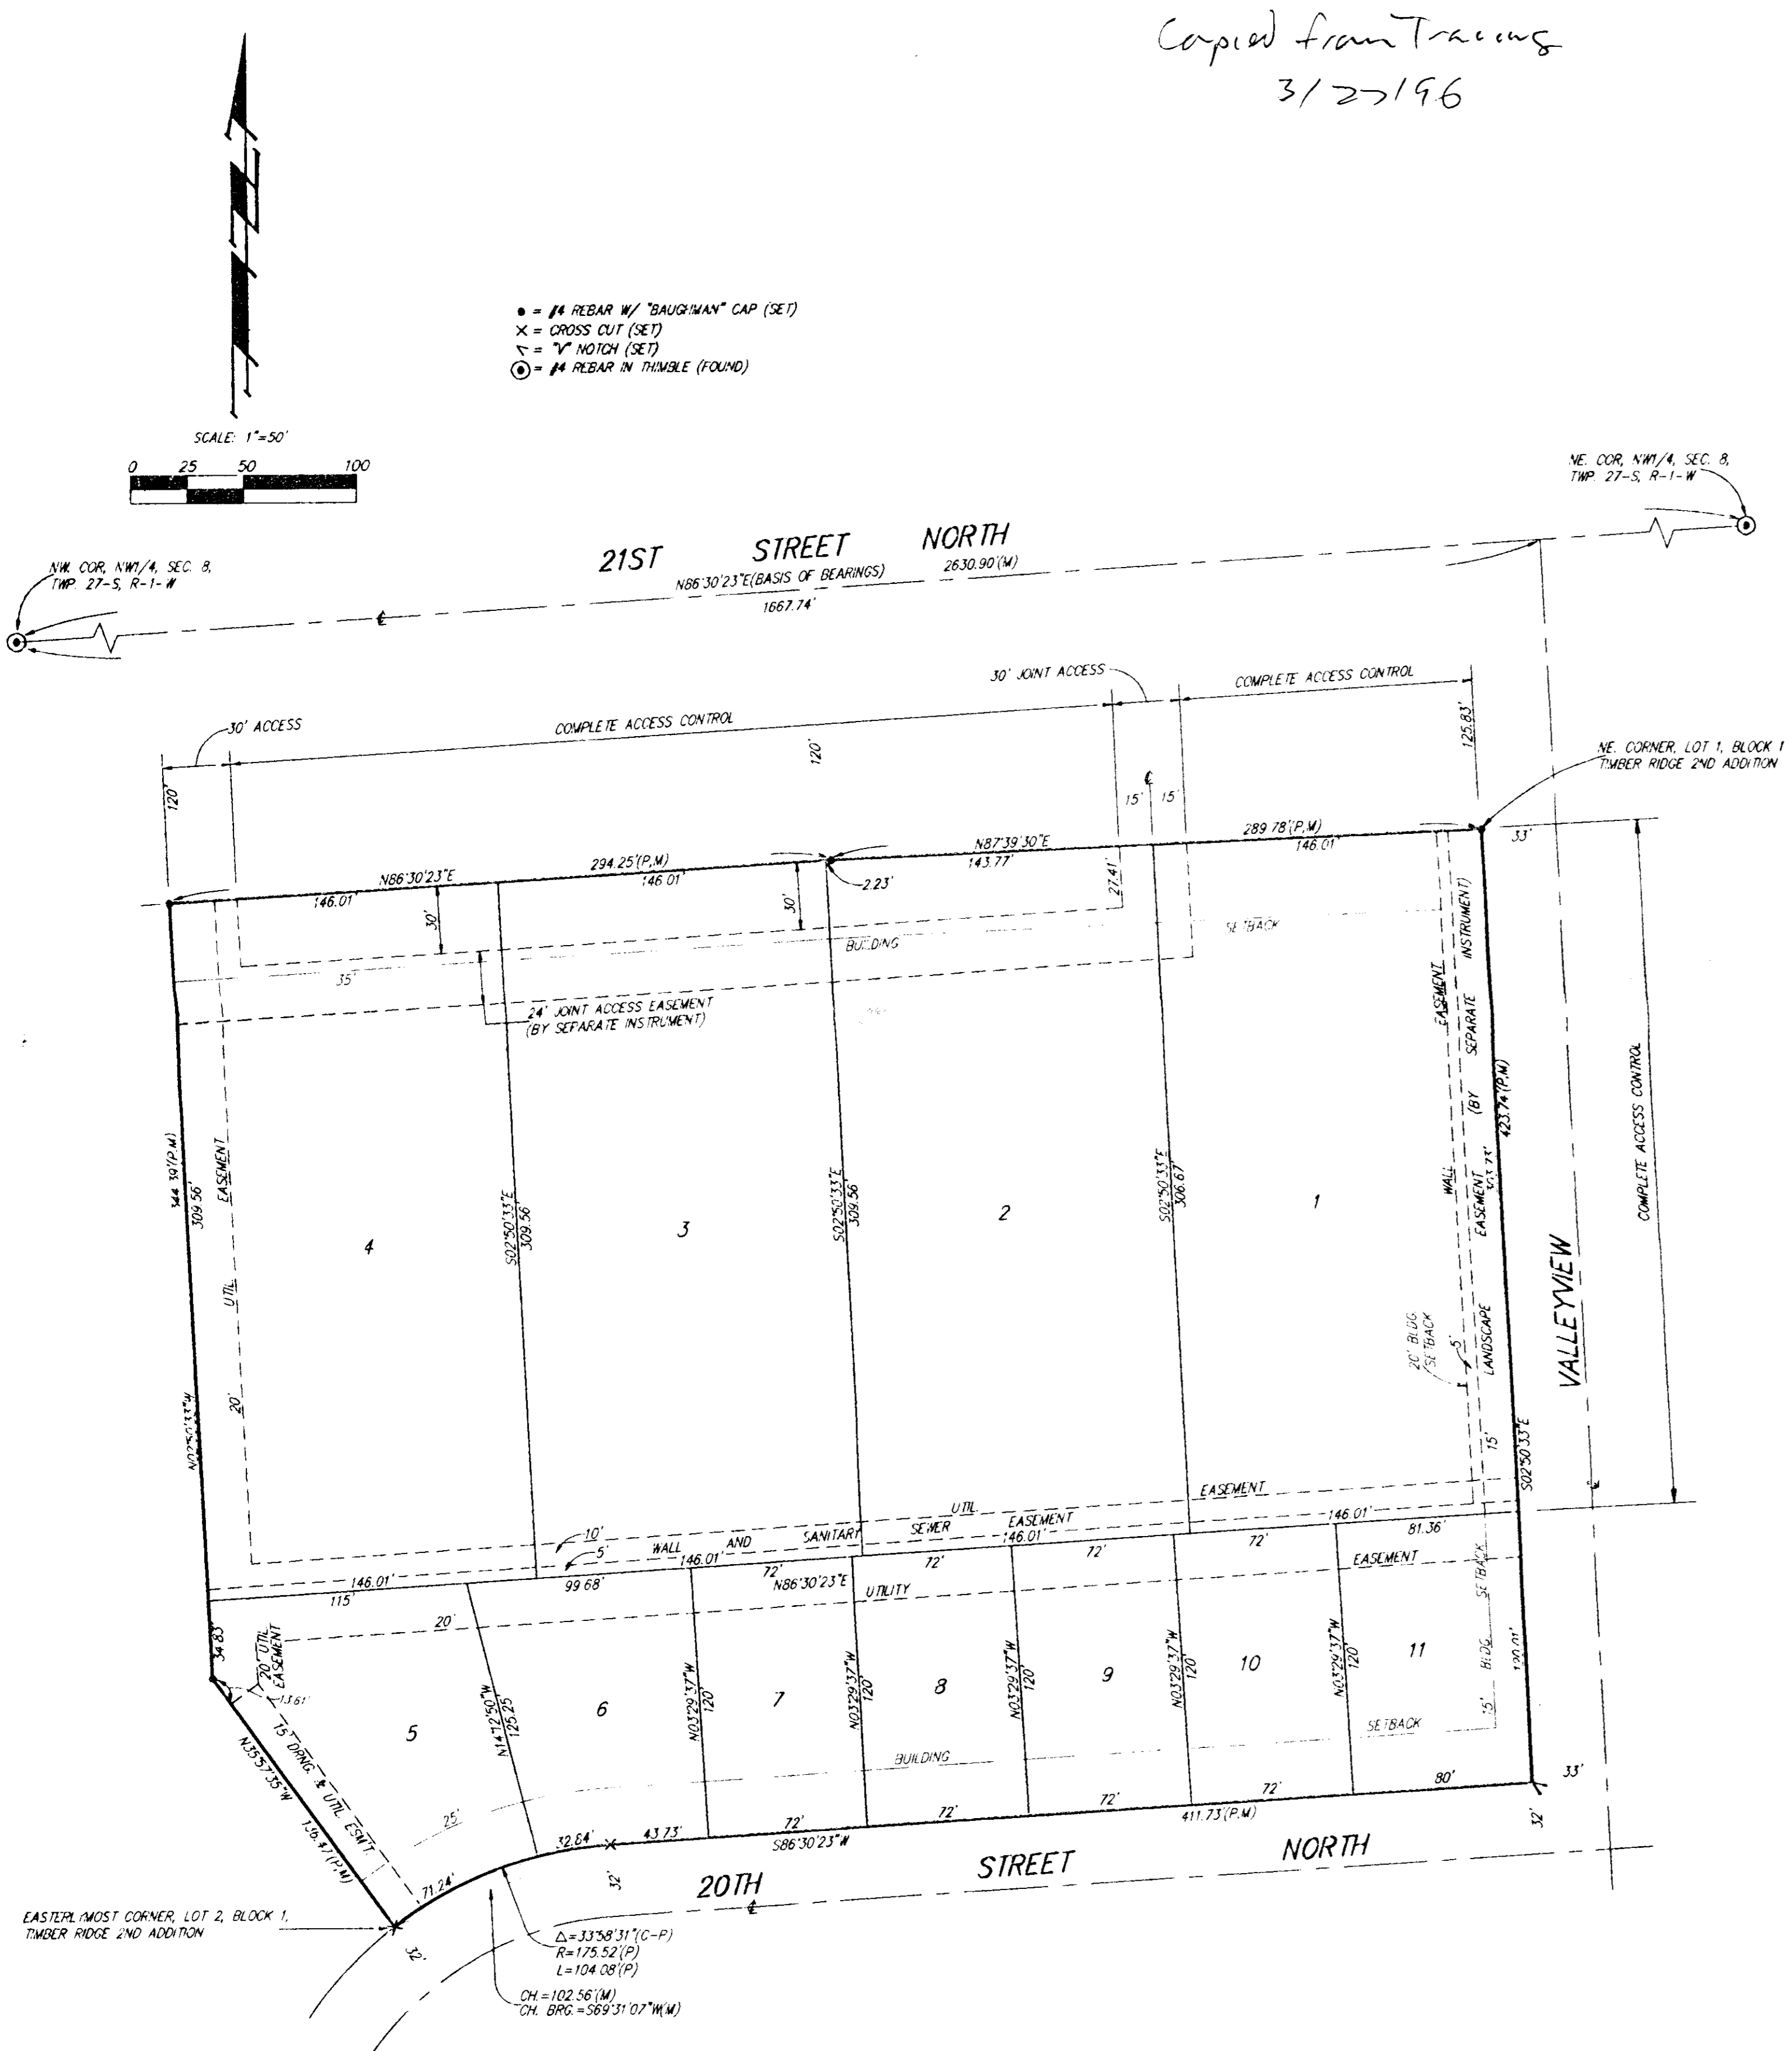 Copied from Tracing
3/27/96
● = #4 REBAR W/ "BAUGHMAN" CAP (SET)
X = CROSS CUT (SET)
= "V" NOTCH (SET)
= #4 REBAR IN THIMBLE (FOUND)
SCALE: 1"=50'
0 25 50 100
NE. COR, NW1/4, SEC. 8,
TWP. 27-S, R-1-W
NW. COR, NW1/4, SEC. 8,
TWP. 27-S, R-1-W
21ST STREET NORTH
N86°30'23"E(BASIS OF BEARINGS) 2630.90'(M)
1667.74'
30' ACCESS
COMPLETE ACCESS CONTROL
30' JOINT ACCESS
COMPLETE ACCESS CONTROL
120'
120'
125.83'
NE. CORNER, LOT 1, BLOCK 1
TIMBER RIDGE 2ND ADDITION
15' 15'
33'
N86°30'23"E
294.25'(P,M)
N87°39'30"E
289.78'(P,M)
146.01'
146.01'
2.23'
143.77'
146.01'
30'
30'
27.41'
35'
BUILDING
SETBACK
24' JOINT ACCESS EASEMENT
(BY SEPARATE INSTRUMENT)
344.39'(P,M)
309.56'
N02°50'33"W
20' UTIL EASEMENT
S02°50'33"E
309.56'
S02°50'33"E
309.56'
S02°50'33"E
306.67'
4
3
2
1
WALL EASEMENT
LANDSCAPE EASEMENT (BY SEPARATE INSTRUMENT)
423.74'(P,M)
303.73'
S02°50'33"E
20' BLDG.
SETBACK
5'
15'
COMPLETE ACCESS CONTROL
VALLEYVIEW
10'
UTIL. EASEMENT
5'
WALL AND SANITARY SEWER EASEMENT
146.01'
146.01'
146.01'
146.01'
115'
99.68'
72'
N86°30'23"E
72'
72'
72'
81.36'
20'
UTILITY
EASEMENT
34.83'
20' UTIL
EASEMENT
13.61'
15' DRNG. & UTIL ESM'T.
N35°57'35"W
136.47'(P,M)
N14°12'50"W
125.25
N03°29'37"W
120'
N03°29'37"W
120'
N03°29'37"W
120'
N03°29'37"W
120'
N03°29'37"W
120'
5
6
7
8
9
10
11
15' BLDG SETBACK
120.01'
25'
BUILDING
SETBACK
71.24'
32.84'
43.73'
72'
72'
72'
72'
80'
S86°30'23"W
411.73'(P,M)
33'
32'
32'
32'
20TH STREET NORTH
EASTERLYMOST CORNER, LOT 2, BLOCK 1,
TIMBER RIDGE 2ND ADDITION
Δ=33°58'31"(C-P)
R=175.52'(P)
L=104.08'(P)
CH.=102.56'(M)
CH. BRG.=S69°31'07"W(M)